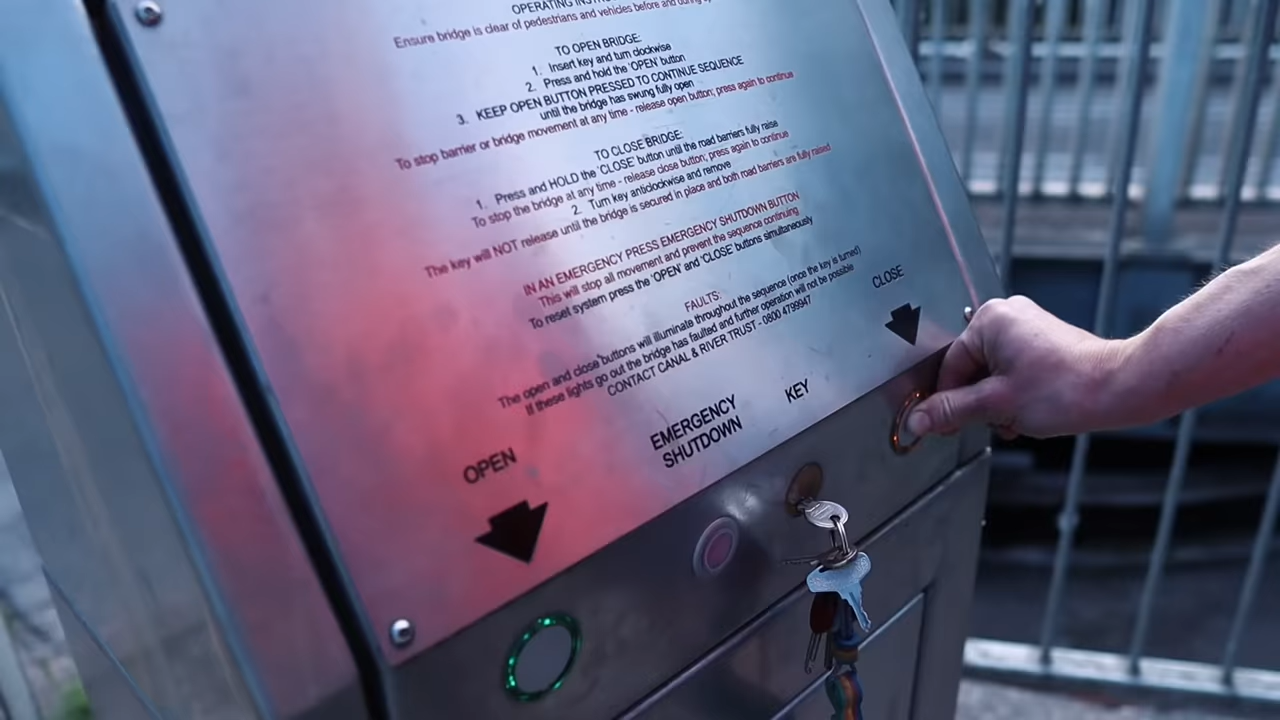 OPERATING
Ensure bridge is clear of pedestrians and vehicles before and during
TO OPEN BRIDGE:
1. Insert key and turn clockwise
2. Press and hold the 'OPEN' button
3. KEEP OPEN BUTTON PRESSED TO CONTINUE SEQUENCE
until the bridge has swung fully open
To stop barrier or bridge movement at any time - release open button; press again to continue
TO CLOSE BRIDGE:
1. Press and HOLD the 'CLOSE' button until the road barriers fully raise
To stop the bridge at any time - release close button; press again to continue
2. Turn key anticlockwise and remove
The key will NOT release until the bridge is secured in place and both road barriers are fully raised
IN AN EMERGENCY PRESS EMERGENCY SHUTDOWN BUTTON
This will stop all movement and prevent the sequence continuing
To reset system press the 'OPEN' and 'CLOSE' buttons simultaneously
FAULTS:
The open and close buttons will illuminate throughout the sequence (once the key is turned)
If these lights go out the bridge has faulted and further operation will not be possible
CONTACT CANAL & RIVER TRUST - 0800 4799947
CLOSE
KEY
EMERGENCY
SHUTDOWN
OPEN